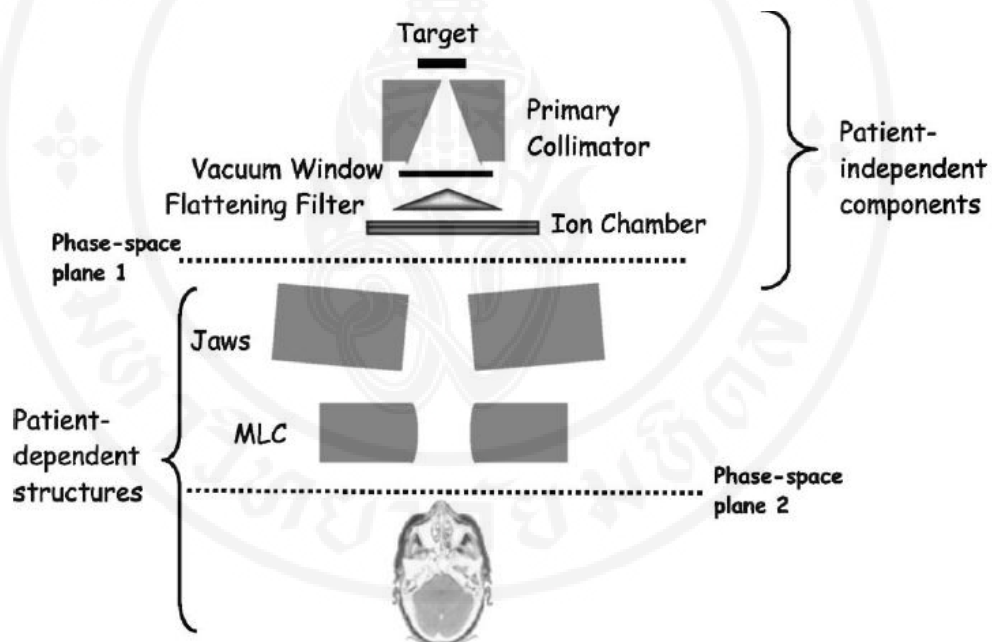 Target
Primary
Collimator
Vacuum Window
Flattening Filter
Ion Chamber
Patient-
independent
components
Phase-space
plane 1
Jaws
MLC
Patient-
dependent
structures
Phase-space
plane 2